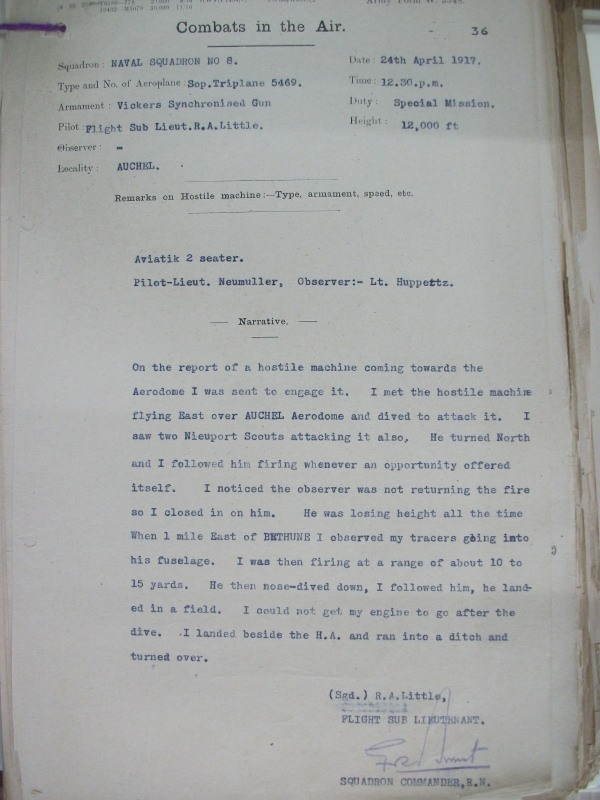 Combats in the Air.
36
Squadron: NAVAL SQUADRON NO 8.
Date: 24th April 1917.
Type and No. of Aeroplane: Sop.Triplane 5469.
Time: 12.30.p.m.
Armament: Vickers Synchronised Gun
Duty: Special Mission.
Pilot: Flight Sub Lieut.R.A.Little.
Height: 12,000 ft
Observer: -
Locality: AUCHEL.
Remarks on Hostile machine:—Type, armament, speed, etc.
Aviatik 2 seater.
Pilot-Lieut. Neumuller, Observer:- Lt. Huppertz.
— Narrative. —
On the report of a hostile machine coming towards the
Aerodome I was sent to engage it. I met the hostile machine
flying East over AUCHEL Aerodome and dived to attack it. I
saw two Nieuport Scouts attacking it also, He turned North
and I followed him firing whenever an opportunity offered
itself. I noticed the observer was not returning the fire
so I closed in on him. He was losing height all the time
When 1 mile East of BETHUNE I observed my tracers going into
his fuselage. I was then firing at a range of about 10 to
15 yards. He then nose-dived down, I followed him, he land-
ed in a field. I could not get my engine to go after the
dive. I landed beside the H.A. and ran into a ditch and
turned over.
(Sgd.) R.A.Little,
FLIGHT SUB LIEUTENANT.
SQUADRON COMMANDER,R.N.